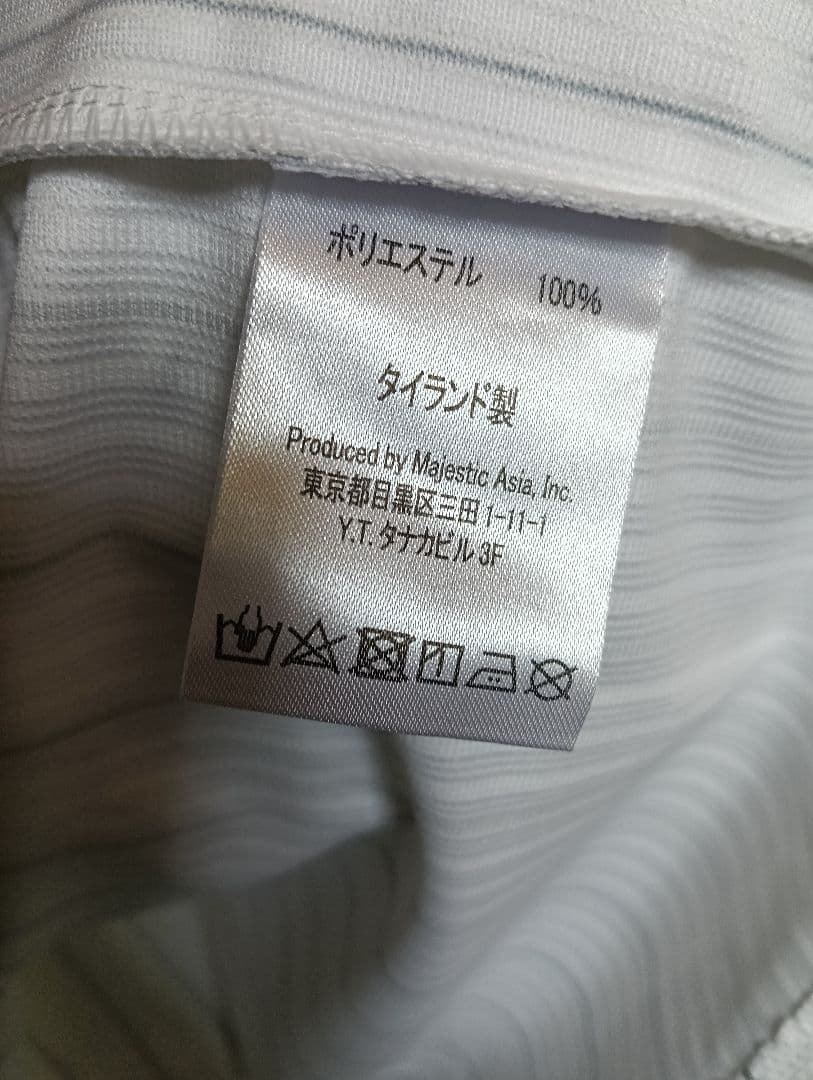 ポリエステル 100%
タイランド製
Produced by Majestic Asia, Inc.
東京都目黒区三田1-11-1
Y.T. タナカビル 3F